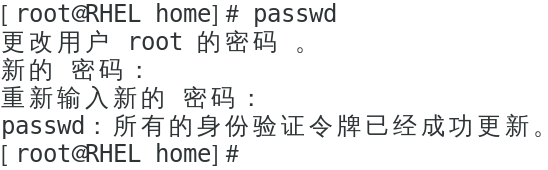 [root@RHEL home]# passwd
更改用户 root 的密码 。
新的 密码：
重新输入新的 密码：
passwd：所有的身份验证令牌已经成功更新。
[root@RHEL home]#